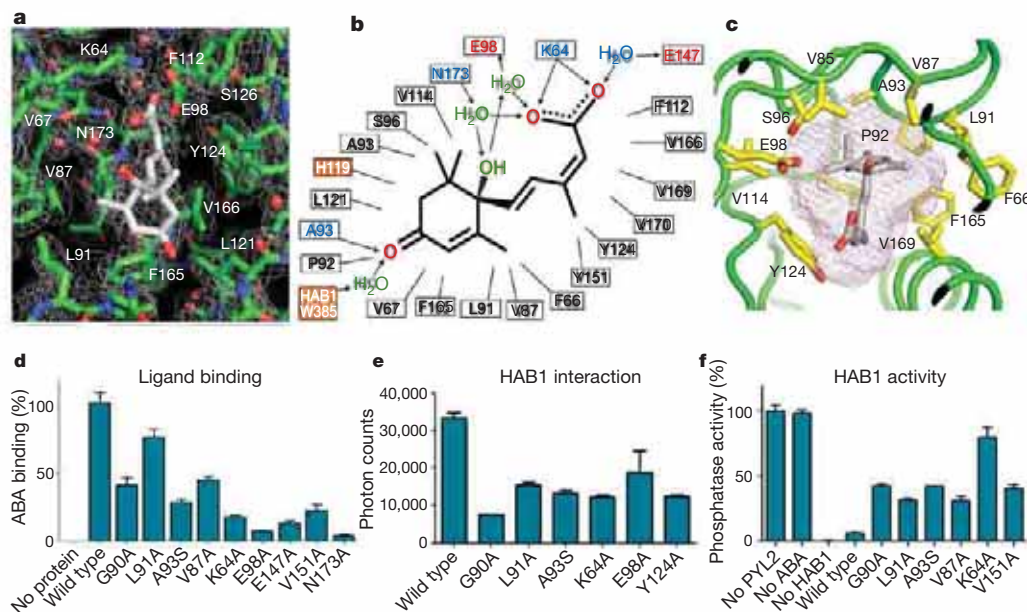 a
K64
F112
S126
E98
V67
N173
Y124
V87
V166
L91
L121
F165
b
E98
K64
H₂O
E147
N173
H₂O
V114
H₂O
S96
F112
A93
OH
V166
H119
V169
L121
V170
A93
Y124
P92
O
O
O
H₂O
Y151
HAB1
W385
V67
F165
L91
V87
F66
c
V85
V87
A93
S96
L91
P92
E98
V114
F66
F165
V169
Y124
d
Ligand binding
ABA binding (%)
100
50
0
No protein
Wild type
G90A
L91A
A93S
V87A
K64A
E98A
E147A
V151A
N173A
e
HAB1 interaction
Photon counts
40,000
30,000
20,000
10,000
0
Wild type
G90A
L91A
A93S
K64A
E98A
Y124A
f
HAB1 activity
Phosphatase activity (%)
100
50
0
No PYL2
No ABA
No HAB1
Wild type
G90A
L91A
A93S
V87A
K64A
V151A